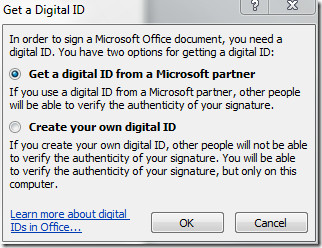 Get a Digital ID
?
In order to sign a Microsoft Office document, you need a
digital ID. You have two options for getting a digital ID:
Get a digital ID from a Microsoft partner
If you use a digital ID from a Microsoft partner, other people
will be able to verify the authenticity of your signature.
Create your own digital ID
If you create your own digital ID, other people will not be able
to verify the authenticity of your signature. You will be able
to verify the authenticity of your signature, but only on this
computer.
Learn more about digital
IDs in Office...
OK
Cancel